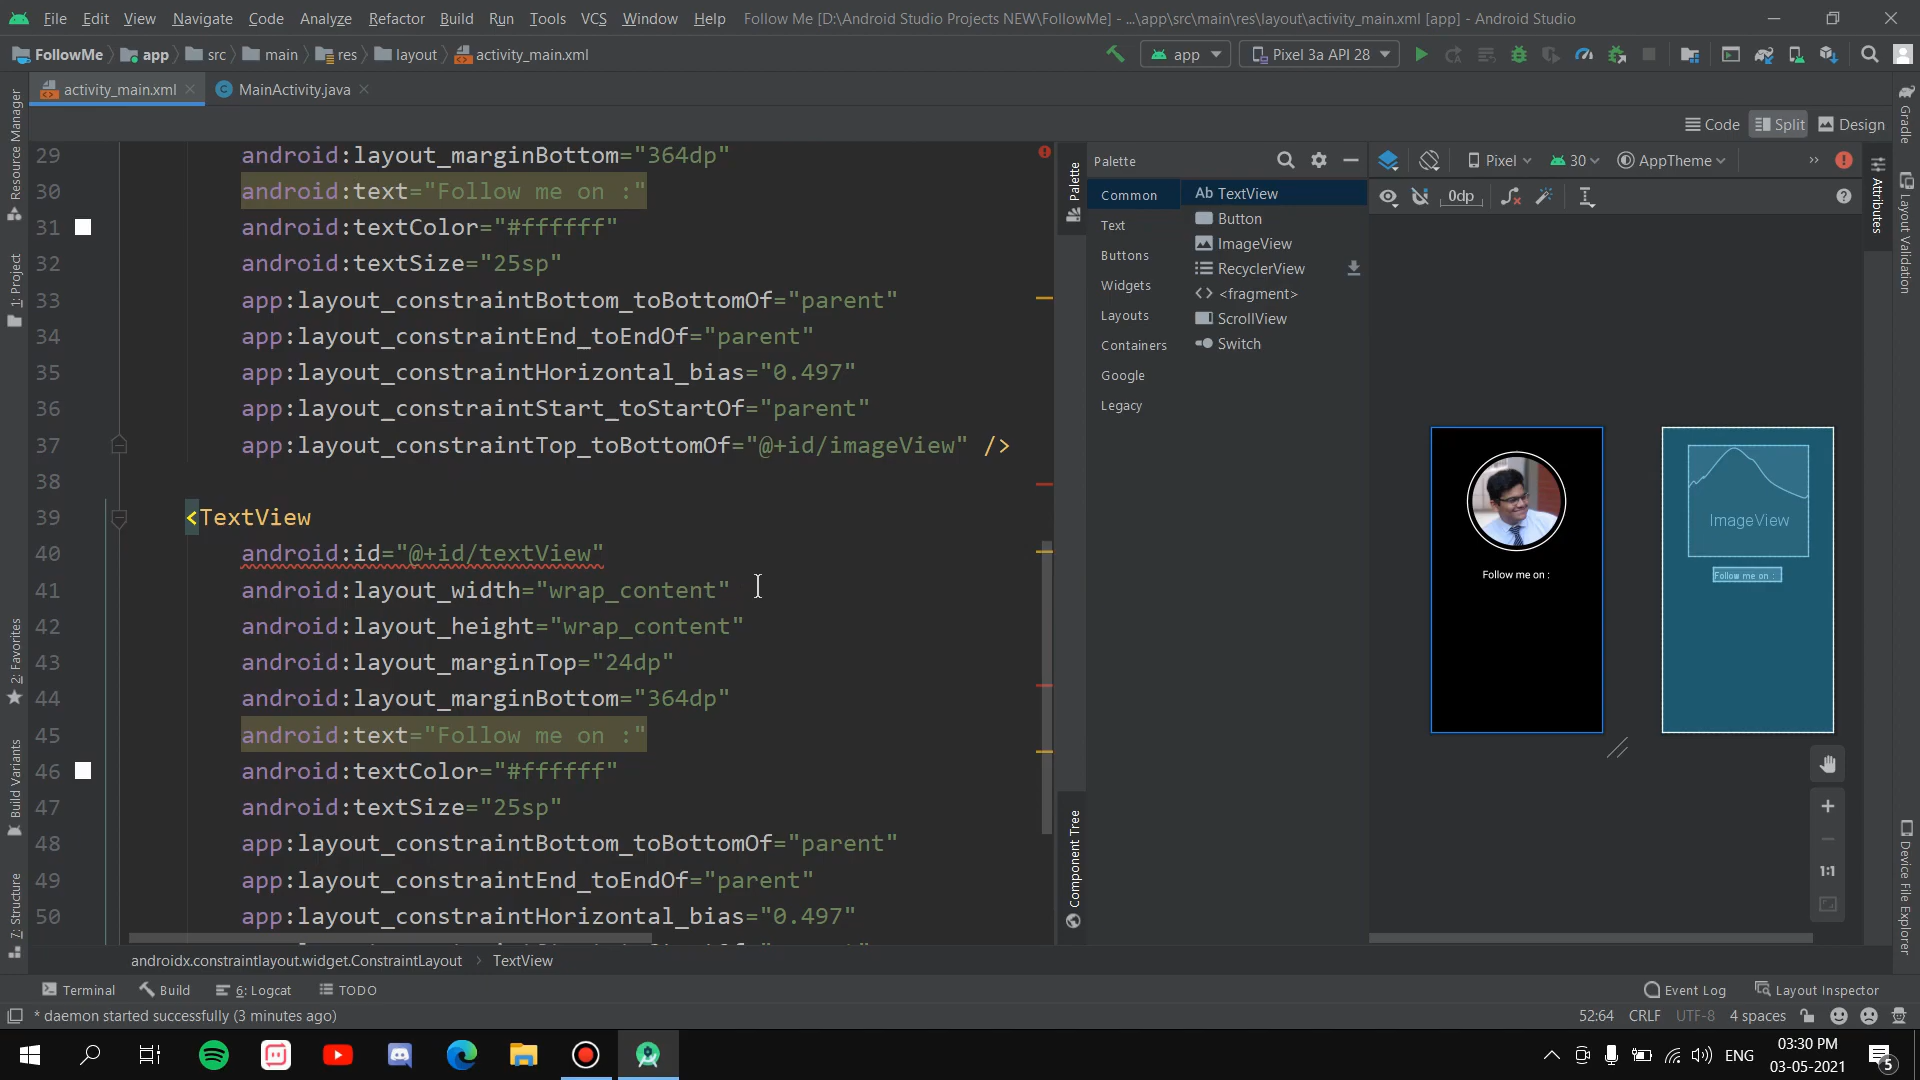 File Edit View Navigate Code Analyze Refactor Build Run Tools VCS Window Help Follow Me [D:\Android Studio Projects NEW\FollowMe] - ...\app\src\main\res\layout\activity_main.xml [app] - Android Studio
FollowMe app src main res layout activity_main.xml app Pixel 3a API 28
activity_main.xml MainActivity.java
Code Split Design
29 android:layout_marginBottom="364dp"
30 android:text="Follow me on :"
31 android:textColor="#ffffff"
32 android:textSize="25sp"
33 app:layout_constraintBottom_toBottomOf="parent"
34 app:layout_constraintEnd_toEndOf="parent"
35 app:layout_constraintHorizontal_bias="0.497"
36 app:layout_constraintStart_toStartOf="parent"
37 app:layout_constraintTop_toBottomOf="@+id/imageView" />
38
39 <TextView
40 android:id="@+id/textView"
41 android:layout_width="wrap_content"
42 android:layout_height="wrap_content"
43 android:layout_marginTop="24dp"
44 android:layout_marginBottom="364dp"
45 android:text="Follow me on :"
46 android:textColor="#ffffff"
47 android:textSize="25sp"
48 app:layout_constraintBottom_toBottomOf="parent"
49 app:layout_constraintEnd_toEndOf="parent"
50 app:layout_constraintHorizontal_bias="0.497"
androidx.constraintlayout.widget.ConstraintLayout › TextView
Resource Manager
1: Project
2: Favorites
Build Variants
7: Structure
Palette
Component Tree
Palette
Common
Text
Buttons
Widgets
Layouts
Containers
Google
Legacy
Ab TextView
Button
ImageView
RecyclerView
<fragment>
ScrollView
Switch
Pixel 30 AppTheme
0dp
Follow me on :
ImageView
Follow me on :
1:1
Attributes
Gradle
Layout Validation
Device File Explorer
Terminal Build 6: Logcat TODO Event Log Layout Inspector
* daemon started successfully (3 minutes ago) 52:64 CRLF UTF-8 4 spaces
ENG
03:30 PM
03-05-2021
5